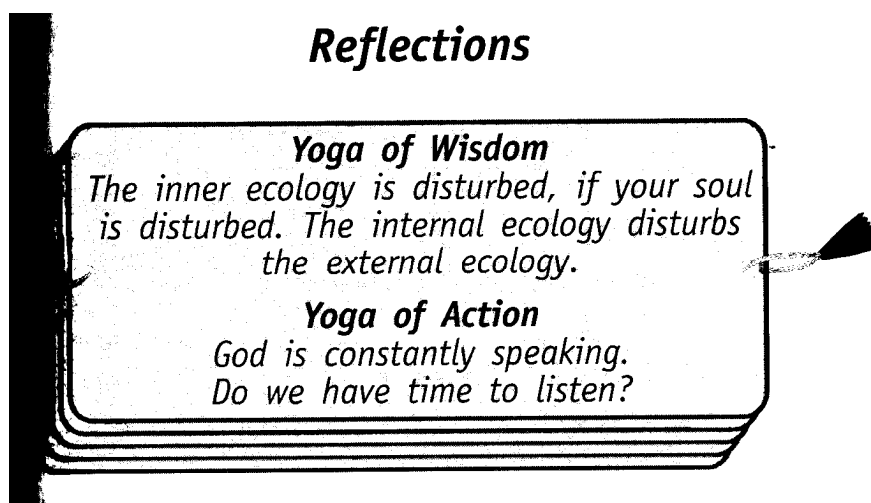 Reflections
Yoga of Wisdom
The inner ecology is disturbed, if your soul
is disturbed. The internal ecology disturbs
the external ecology.
Yoga of Action
God is constantly speaking.
Do we have time to listen?